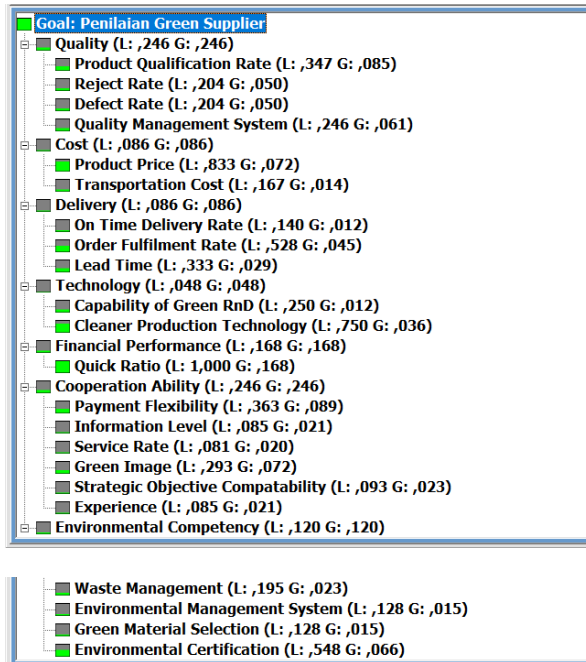 Goal: Penilaian Green Supplier
Quality (L: ,246 G: ,246)
Product Qualification Rate (L: ,347 G: ,085)
Reject Rate (L: ,204 G: ,050)
Defect Rate (L: ,204 G: ,050)
Quality Management System (L: ,246 G: ,061)
Cost (L: ,086 G: ,086)
Product Price (L: ,833 G: ,072)
Transportation Cost (L: ,167 G: ,014)
Delivery (L: ,086 G: ,086)
On Time Delivery Rate (L: ,140 G: ,012)
Order Fulfilment Rate (L: ,528 G: ,045)
Lead Time (L: ,333 G: ,029)
Technology (L: ,048 G: ,048)
Capability of Green RnD (L: ,250 G: ,012)
Cleaner Production Technology (L: ,750 G: ,036)
Financial Performance (L: ,168 G: ,168)
Quick Ratio (L: 1,000 G: ,168)
Cooperation Ability (L: ,246 G: ,246)
Payment Flexibility (L: ,363 G: ,089)
Information Level (L: ,085 G: ,021)
Service Rate (L: ,081 G: ,020)
Green Image (L: ,293 G: ,072)
Strategic Objective Compatability (L: ,093 G: ,023)
Experience (L: ,085 G: ,021)
Environmental Competency (L: ,120 G: ,120)
Waste Management (L: ,195 G: ,023)
Environmental Management System (L: ,128 G: ,015)
Green Material Selection (L: ,128 G: ,015)
Environmental Certification (L: ,548 G: ,066)